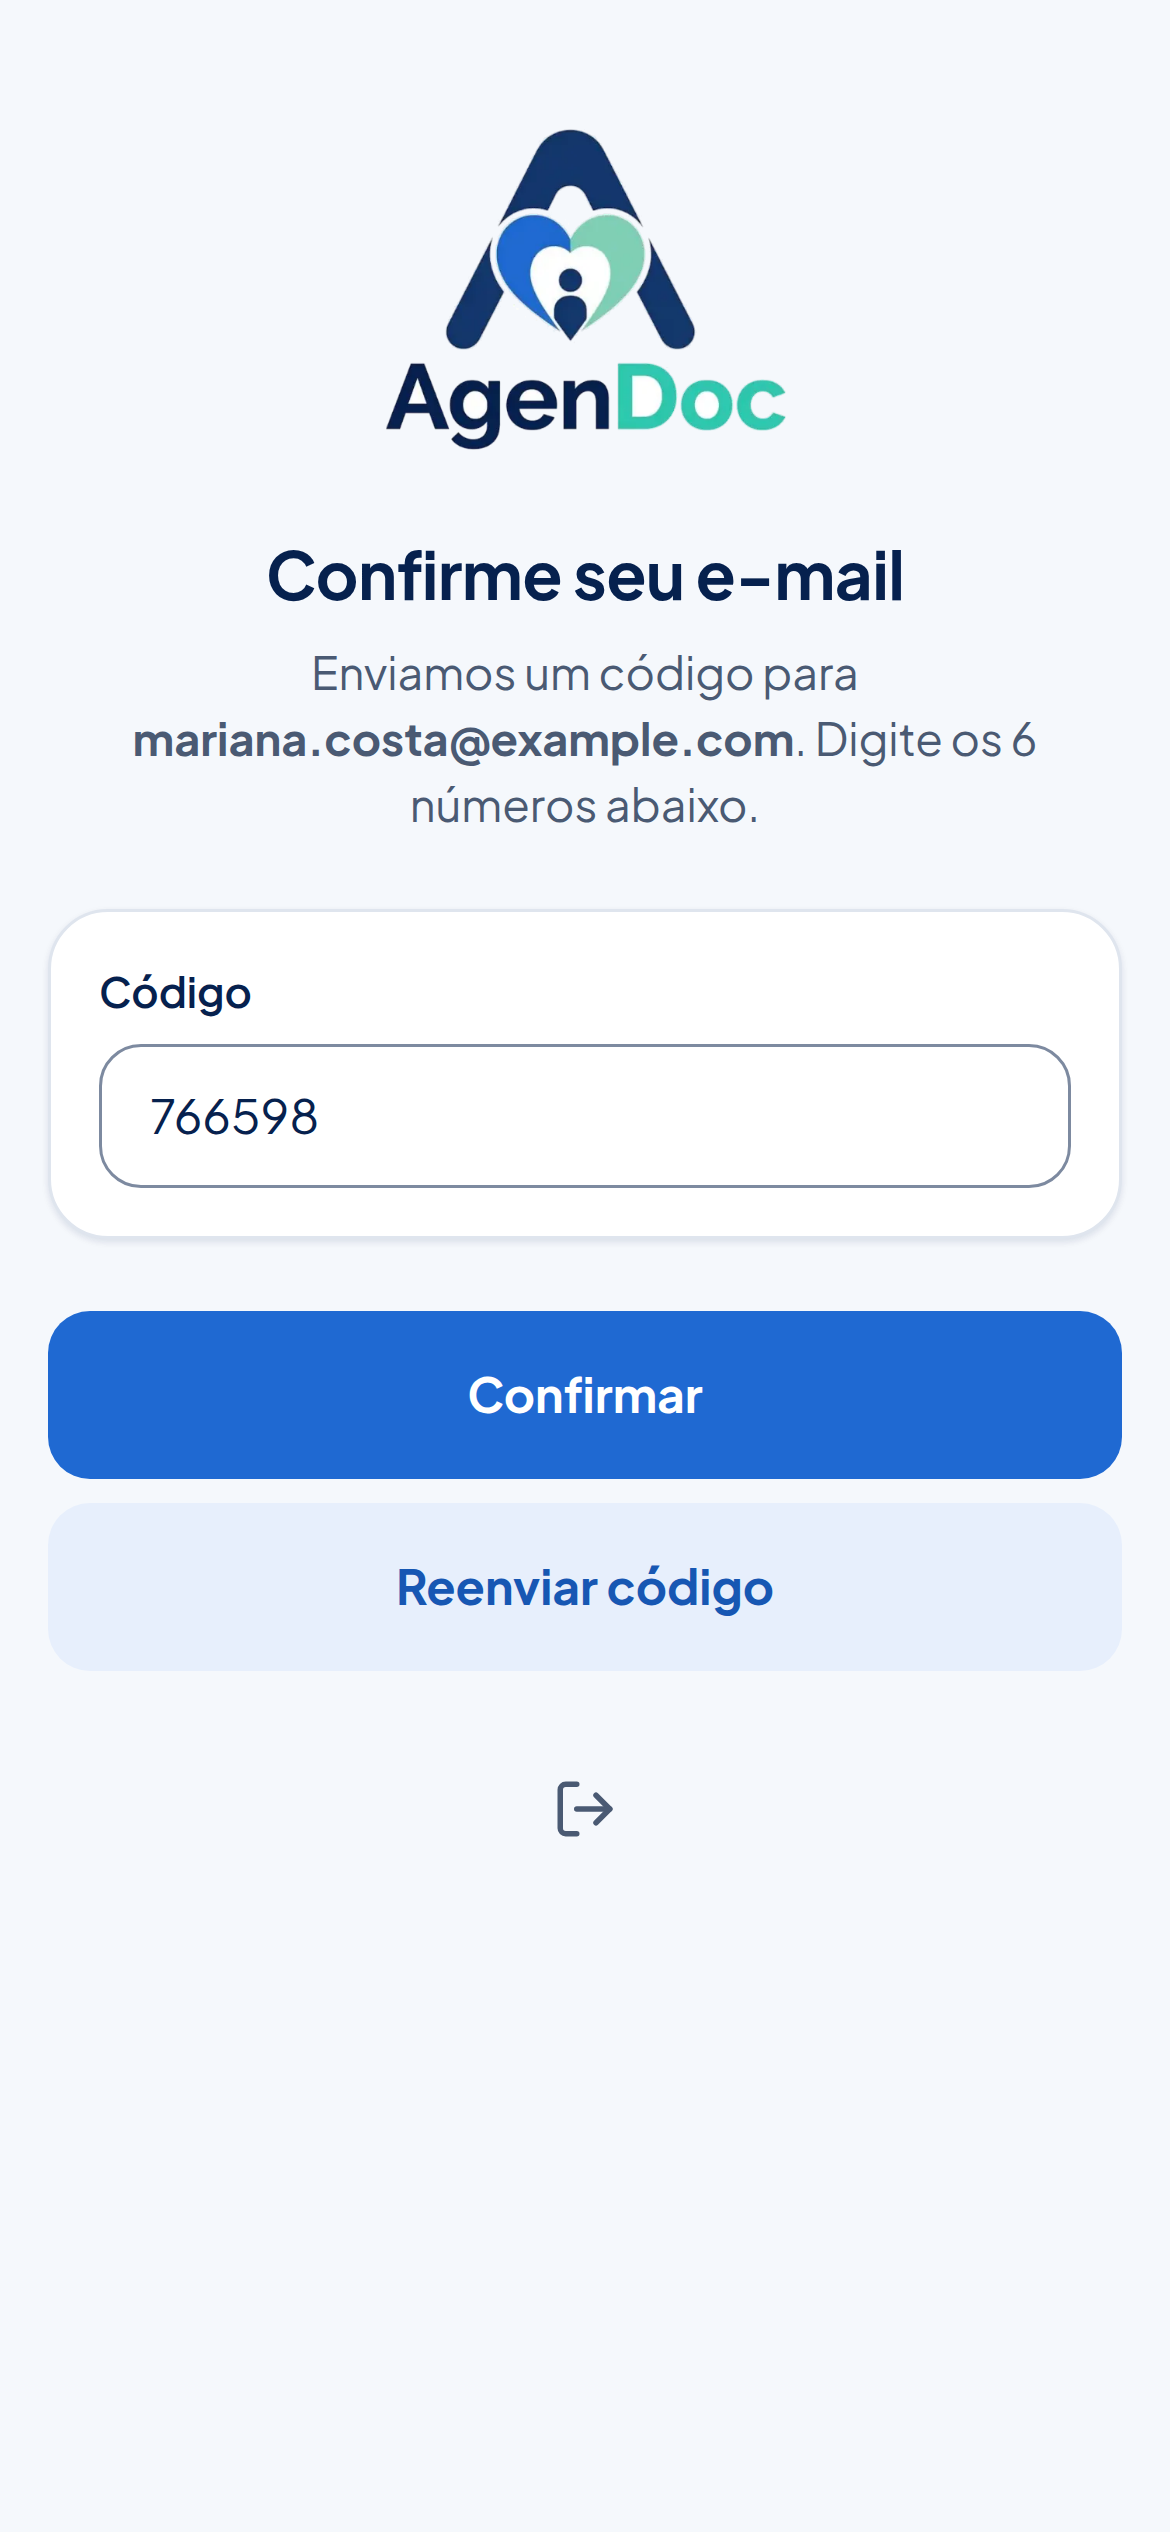 AgenDoc
Confirme seu e-mail
Enviamos um código para
mariana.costa@example.com. Digite os 6
números abaixo.
Código
766598
Confirmar
Reenviar código